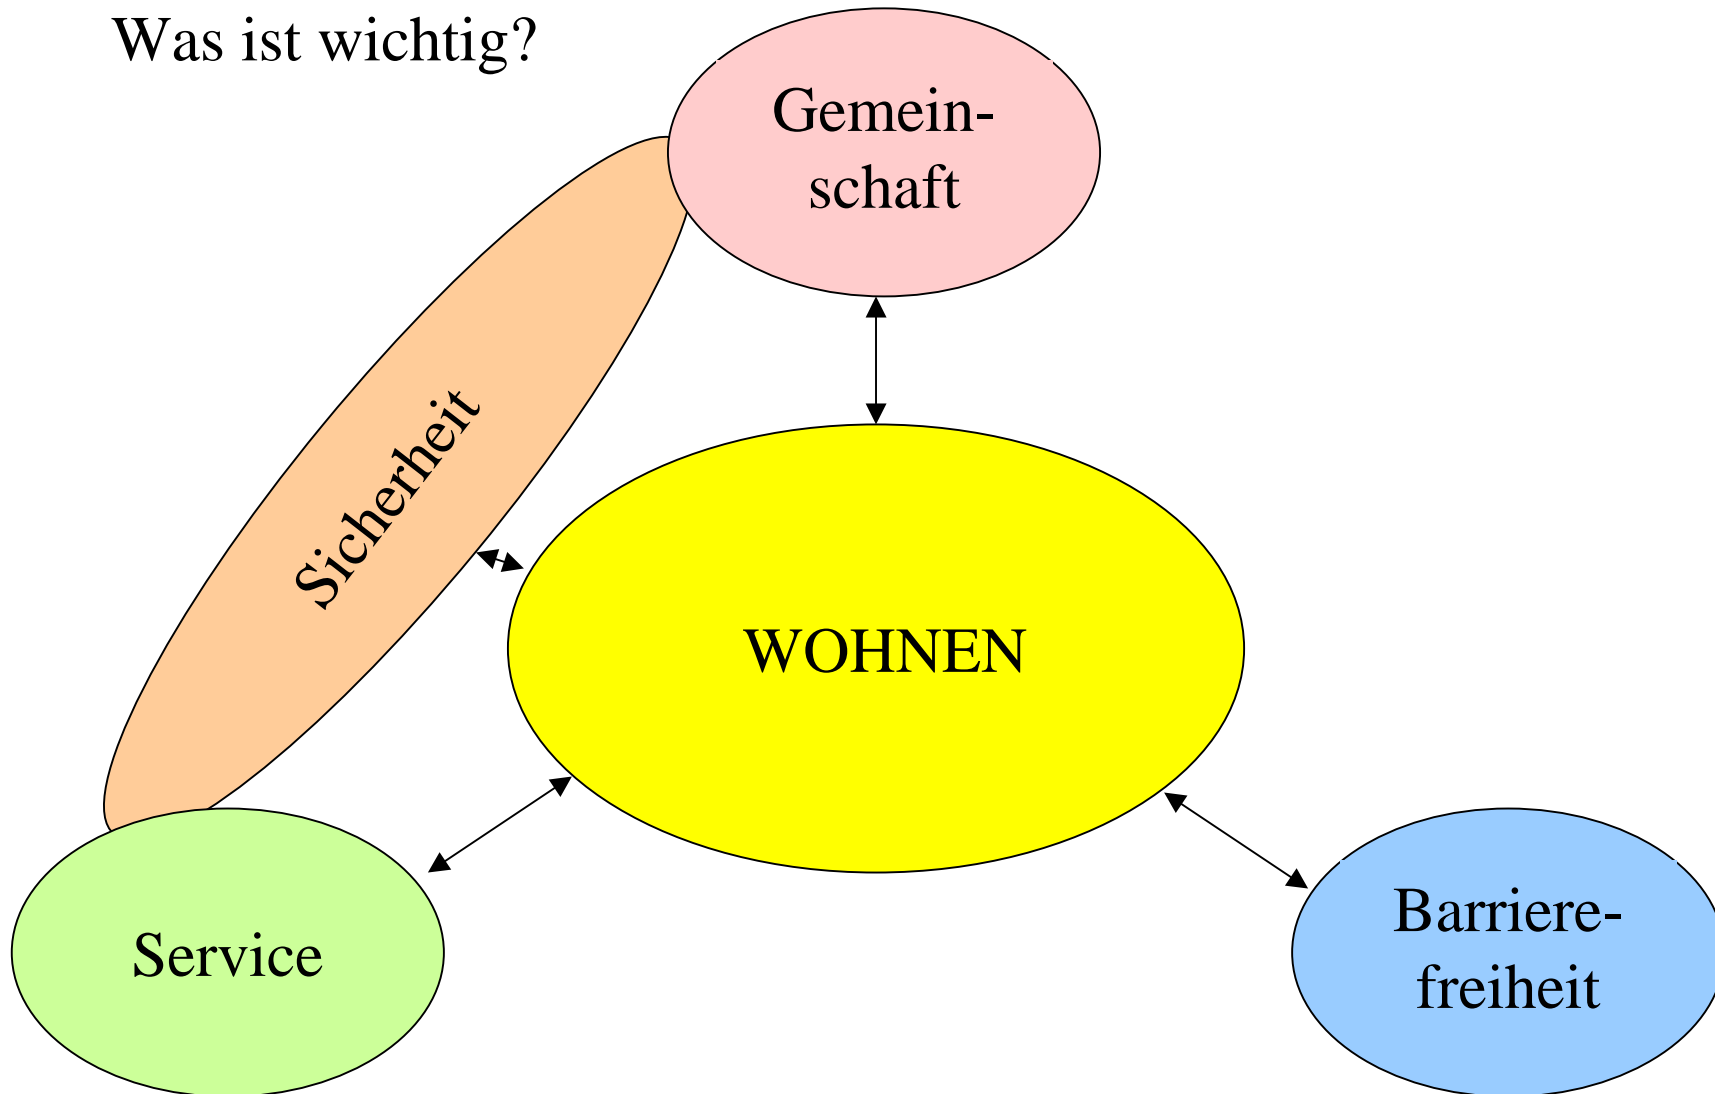 Was ist wichtig?
Gemein-
schaft
Sicherheit
WOHNEN
Service
Barriere-
freiheit